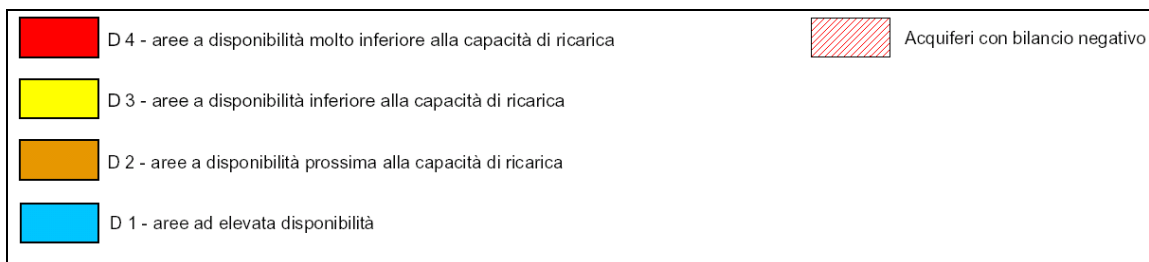 D 4 - aree a disponibilità molto inferiore alla capacità di ricarica
Acquiferi con bilancio negativo
D 3 - aree a disponibilità inferiore alla capacità di ricarica
D 2 - aree a disponibilità prossima alla capacità di ricarica
D 1 - aree ad elevata disponibilità